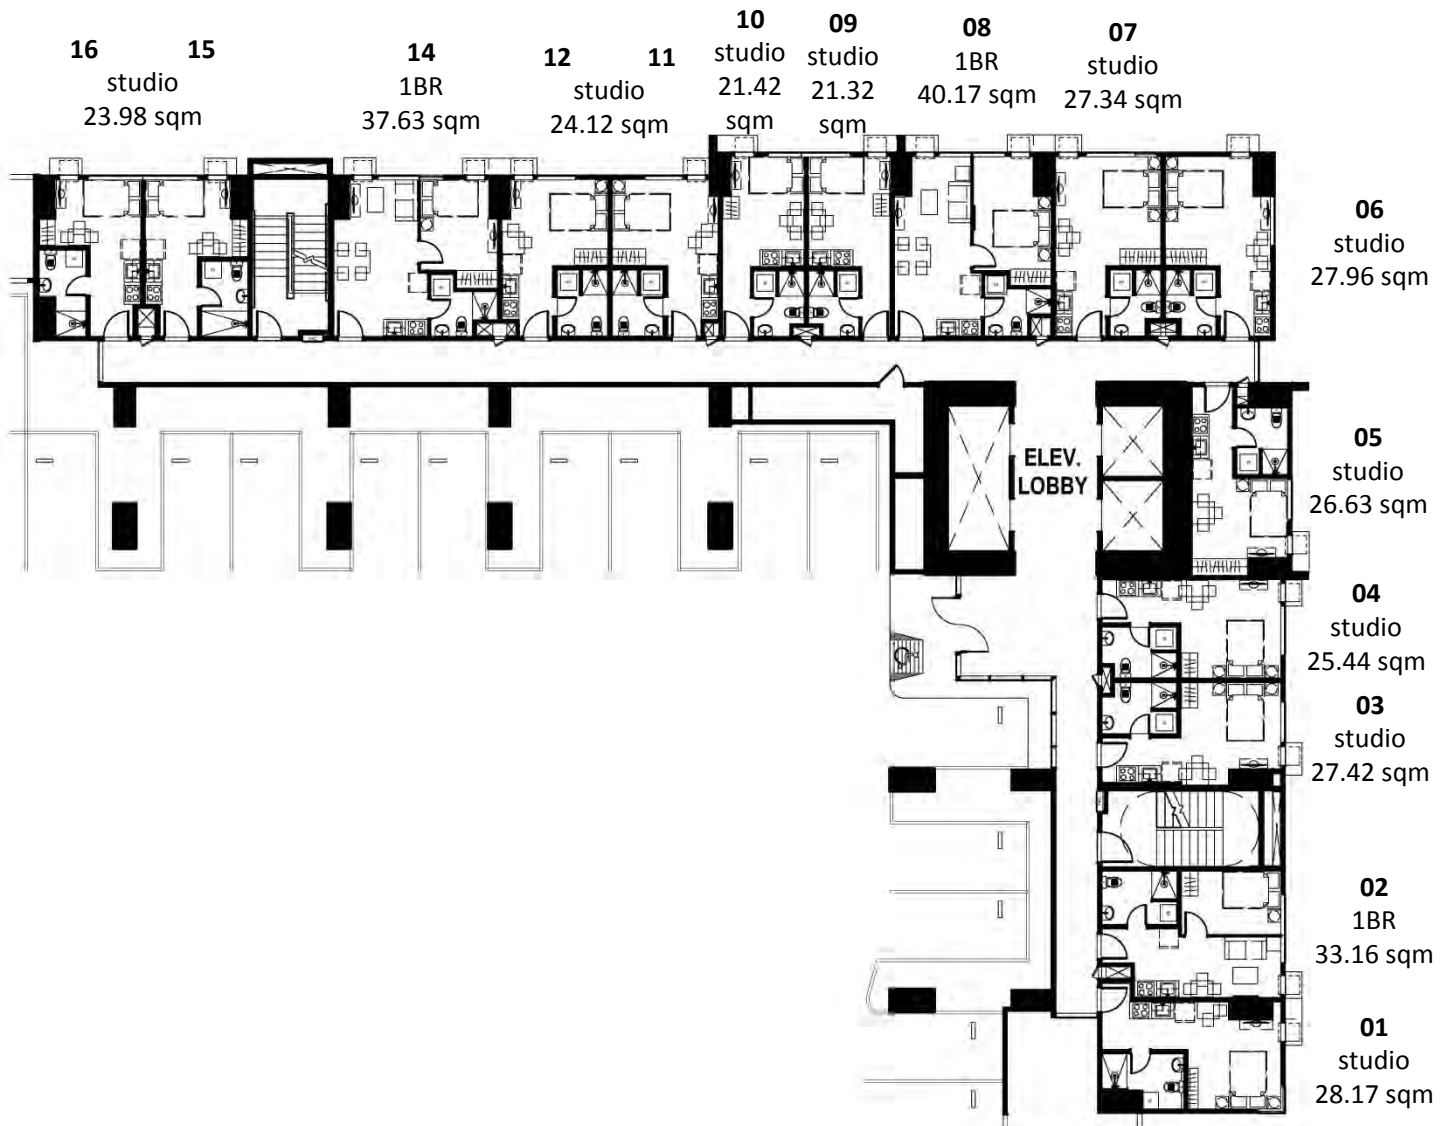 16 15
studio
23.98 sqm
14
1BR
37.63 sqm
12 11
studio
24.12 sqm
10
studio
21.42
sqm
09
studio
21.32
sqm
08
1BR
40.17 sqm
07
studio
27.34 sqm
06
studio
27.96 sqm
05
studio
26.63 sqm
ELEV.
LOBBY
04
studio
25.44 sqm
03
studio
27.42 sqm
02
1BR
33.16 sqm
01
studio
28.17 sqm